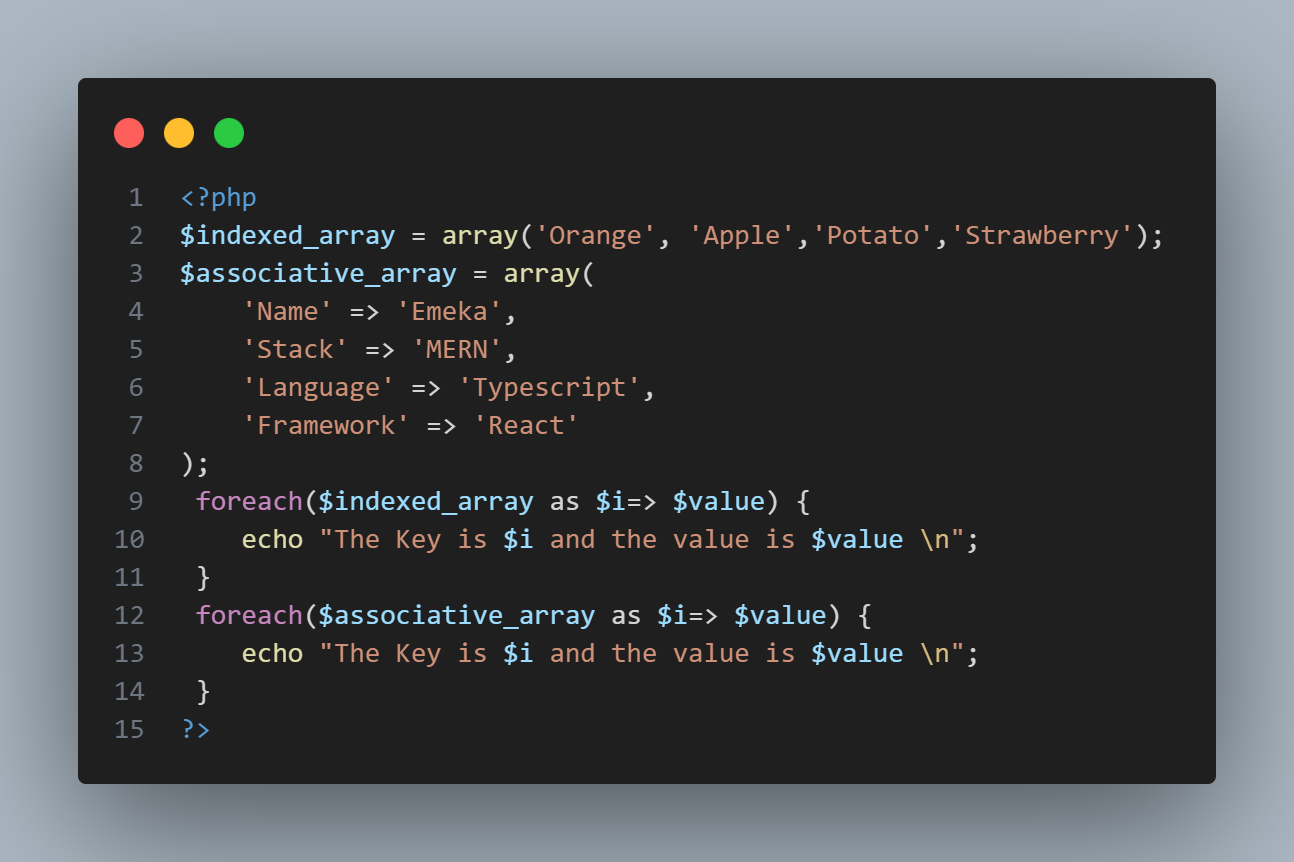 1 <?php
2 $indexed_array = array('Orange', 'Apple','Potato','Strawberry');
3 $associative_array = array(
4     'Name' => 'Emeka',
5     'Stack' => 'MERN',
6     'Language' => 'Typescript',
7     'Framework' => 'React'
8 );
9  foreach($indexed_array as $i=> $value) {
10    echo "The Key is $i and the value is $value \n";
11 }
12  foreach($associative_array as $i=> $value) {
13    echo "The Key is $i and the value is $value \n";
14 }
15 ?>